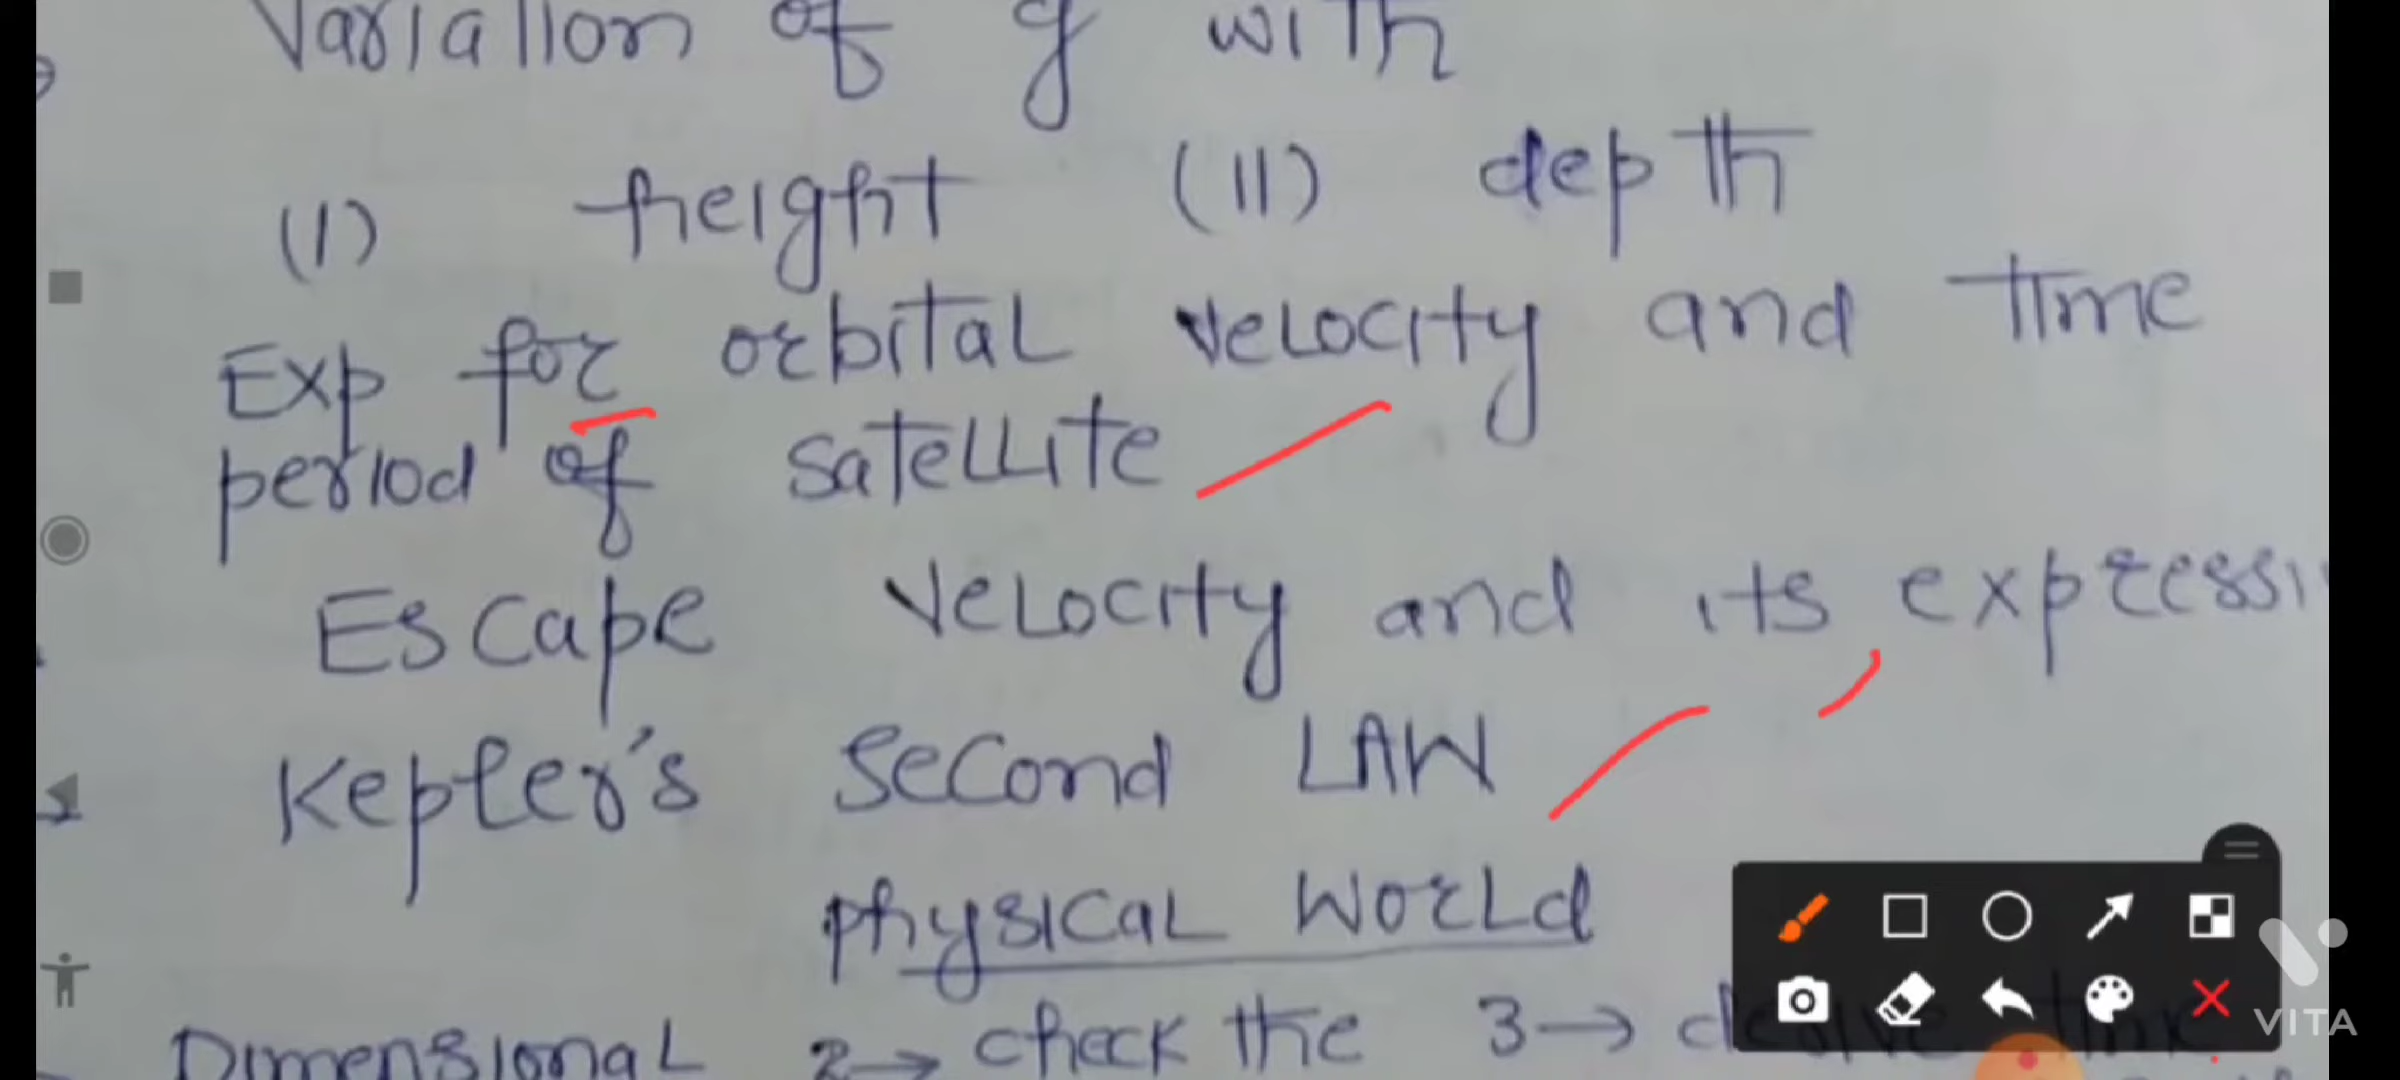 Variation of g with
(I) height (II) depth
Exp for orbital velocity and time
period of satellite
Escape velocity and its expressi
Kepler's second LAW
physical world
Dimensional 2→ check the 3→
VITA